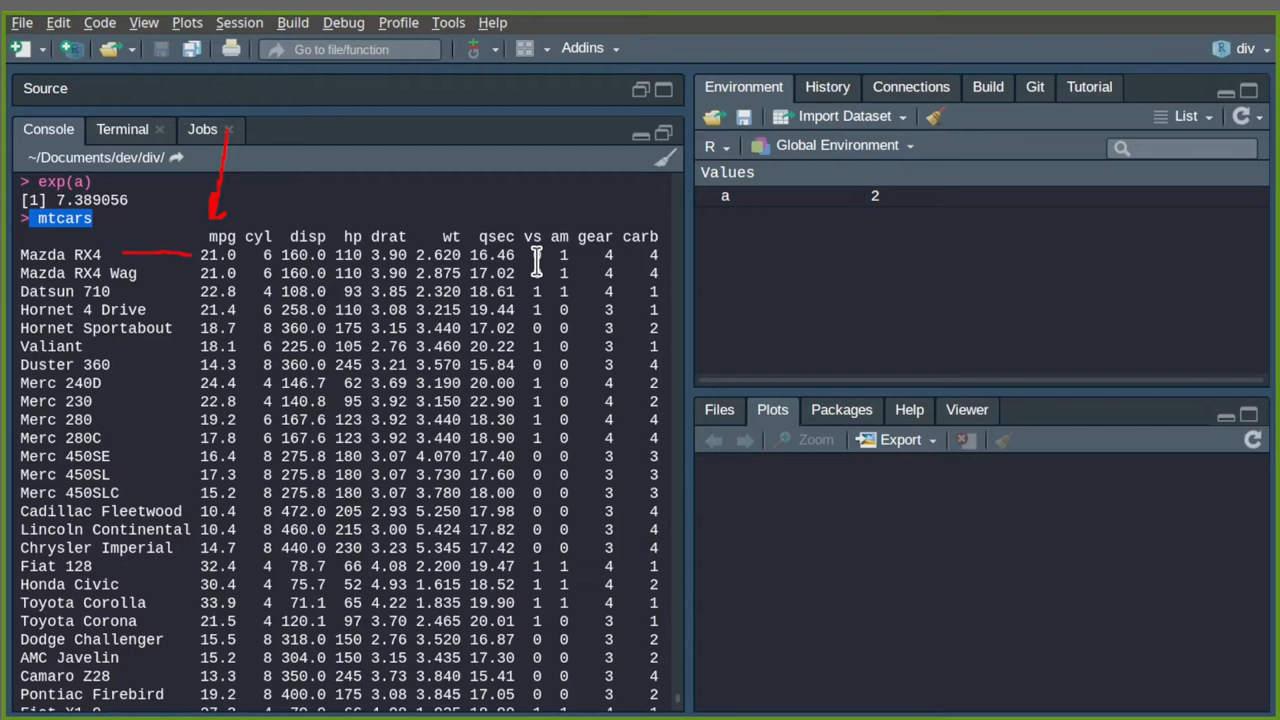 File Edit Code View Plots Session Build Debug Profile Tools Help
Go to file/function Addins div
Source
Console Terminal Jobs
~/Documents/dev/div/
> exp(a)
[1] 7.389056
> mtcars
mpg cyl disp hp drat wt qsec vs am gear carb
Mazda RX4 21.0 6 160.0 110 3.90 2.620 16.46 1 4 4
Mazda RX4 Wag 21.0 6 160.0 110 3.90 2.875 17.02 1 4 4
Datsun 710 22.8 4 108.0 93 3.85 2.320 18.61 1 1 4 1
Hornet 4 Drive 21.4 6 258.0 110 3.08 3.215 19.44 1 0 3 1
Hornet Sportabout 18.7 8 360.0 175 3.15 3.440 17.02 0 0 3 2
Valiant 18.1 6 225.0 105 2.76 3.460 20.22 1 0 3 1
Duster 360 14.3 8 360.0 245 3.21 3.570 15.84 0 0 3 4
Merc 240D 24.4 4 146.7 62 3.69 3.190 20.00 1 0 4 2
Merc 230 22.8 4 140.8 95 3.92 3.150 22.90 1 0 4 2
Merc 280 19.2 6 167.6 123 3.92 3.440 18.30 1 0 4 4
Merc 280C 17.8 6 167.6 123 3.92 3.440 18.90 1 0 4 4
Merc 450SE 16.4 8 275.8 180 3.07 4.070 17.40 0 0 3 3
Merc 450SL 17.3 8 275.8 180 3.07 3.730 17.60 0 0 3 3
Merc 450SLC 15.2 8 275.8 180 3.07 3.780 18.00 0 0 3 3
Cadillac Fleetwood 10.4 8 472.0 205 2.93 5.250 17.98 0 0 3 4
Lincoln Continental 10.4 8 460.0 215 3.00 5.424 17.82 0 0 3 4
Chrysler Imperial 14.7 8 440.0 230 3.23 5.345 17.42 0 0 3 4
Fiat 128 32.4 4 78.7 66 4.08 2.200 19.47 1 1 4 1
Honda Civic 30.4 4 75.7 52 4.93 1.615 18.52 1 1 4 2
Toyota Corolla 33.9 4 71.1 65 4.22 1.835 19.90 1 1 4 1
Toyota Corona 21.5 4 120.1 97 3.70 2.465 20.01 1 0 3 1
Dodge Challenger 15.5 8 318.0 150 2.76 3.520 16.87 0 0 3 2
AMC Javelin 15.2 8 304.0 150 3.15 3.435 17.30 0 0 3 2
Camaro Z28 13.3 8 350.0 245 3.73 3.840 15.41 0 0 3 4
Pontiac Firebird 19.2 8 400.0 175 3.08 3.845 17.05 0 0 3 2
Environment History Connections Build Git Tutorial
Import Dataset List
R Global Environment
Values
a 2
Files Plots Packages Help Viewer
Zoom Export